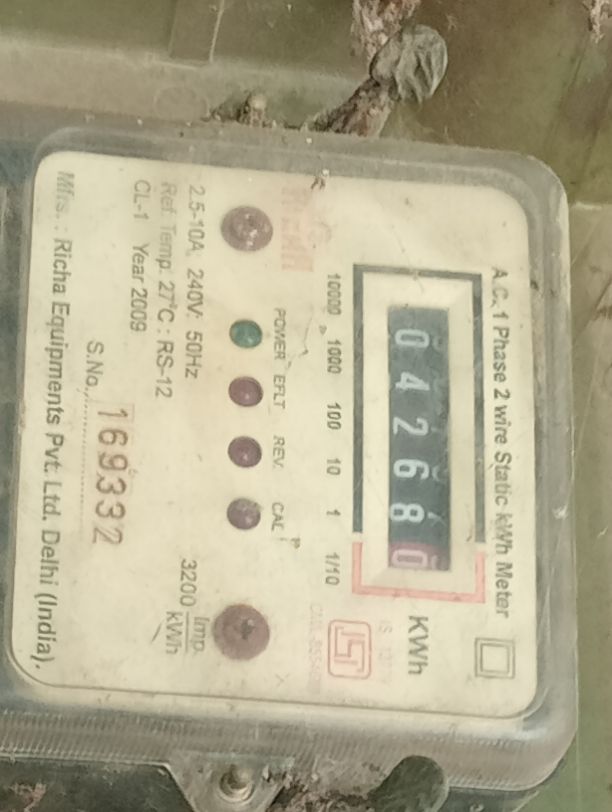 A.C. 1 Phase 2 wire Static kWh Meter
0 4 2 6 8 0
KWh
10000 1000 100 10 1 1/10
POWER EFLT REV. CAL
2.5-10A 240V: 50Hz
Ref. Temp. 27°C : RS-12
CL-1 Year 2009
3200 Imp. kWh
S.No. 169332
Mfrs. : Richa Equipments Pvt. Ltd. Delhi (India).